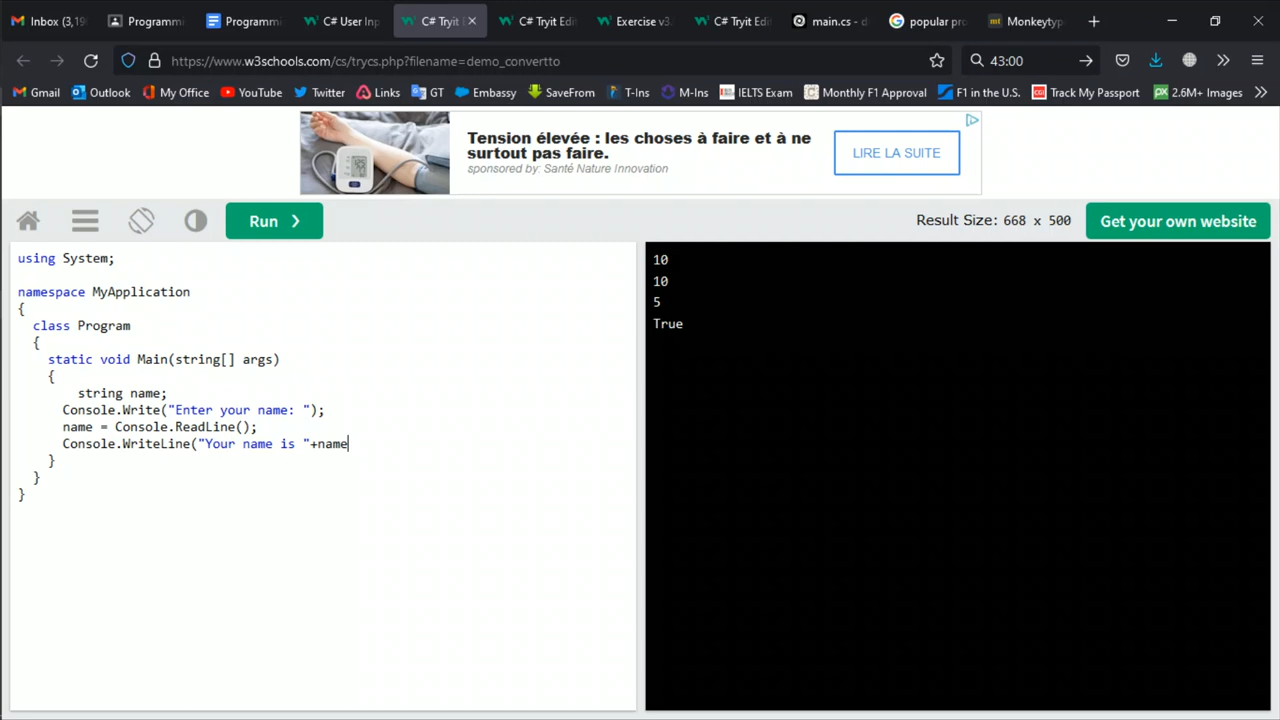 Inbox (3,19
Programmi
Programmi
C# User Inp
C# Tryit E
C# Tryit Edi
Exercise v3.
C# Tryit Edi
main.cs - d
popular pro
Monkeytyp
https://www.w3schools.com/cs/trycs.php?filename=demo_convertto
43:00
Gmail
Outlook
My Office
YouTube
Twitter
Links
GT
Embassy
SaveFrom
T-Ins
M-Ins
IELTS Exam
Monthly F1 Approval
F1 in the U.S.
Track My Passport
2.6M+ Images
Tension élevée : les choses à faire et à ne
surtout pas faire.
sponsored by: Santé Nature Innovation
LIRE LA SUITE
Run
Result Size: 668 x 500
Get your own website
using System;
namespace MyApplication
{
class Program
{
static void Main(string[] args)
{
string name;
Console.Write("Enter your name: ");
name = Console.ReadLine();
Console.WriteLine("Your name is "+name
}
}
}
10
10
5
True